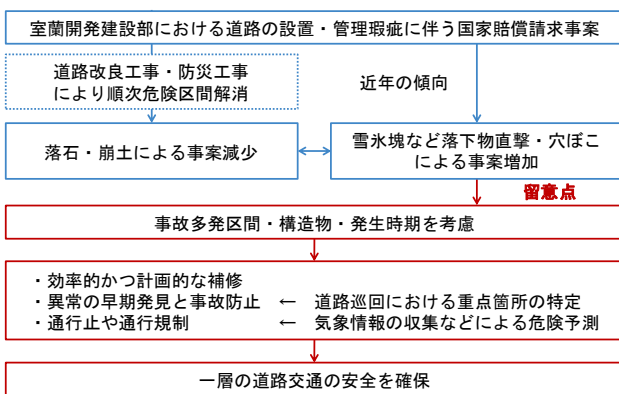 室蘭開発建設部における道路の設置・管理瑕疵に伴う国家賠償請求事案
道路改良工事・防災工事
により順次危険区間解消
近年の傾向
落石・崩土による事案減少
雪氷塊など落下物直撃・穴ぼこ
による事案増加
留意点
事故多発区間・構造物・発生時期を考慮
・効率的かつ計画的な補修
・異常の早期発見と事故防止 ← 道路巡回における重点箇所の特定
・通行止や通行規制 ← 気象情報の収集などによる危険予測
一層の道路交通の安全を確保